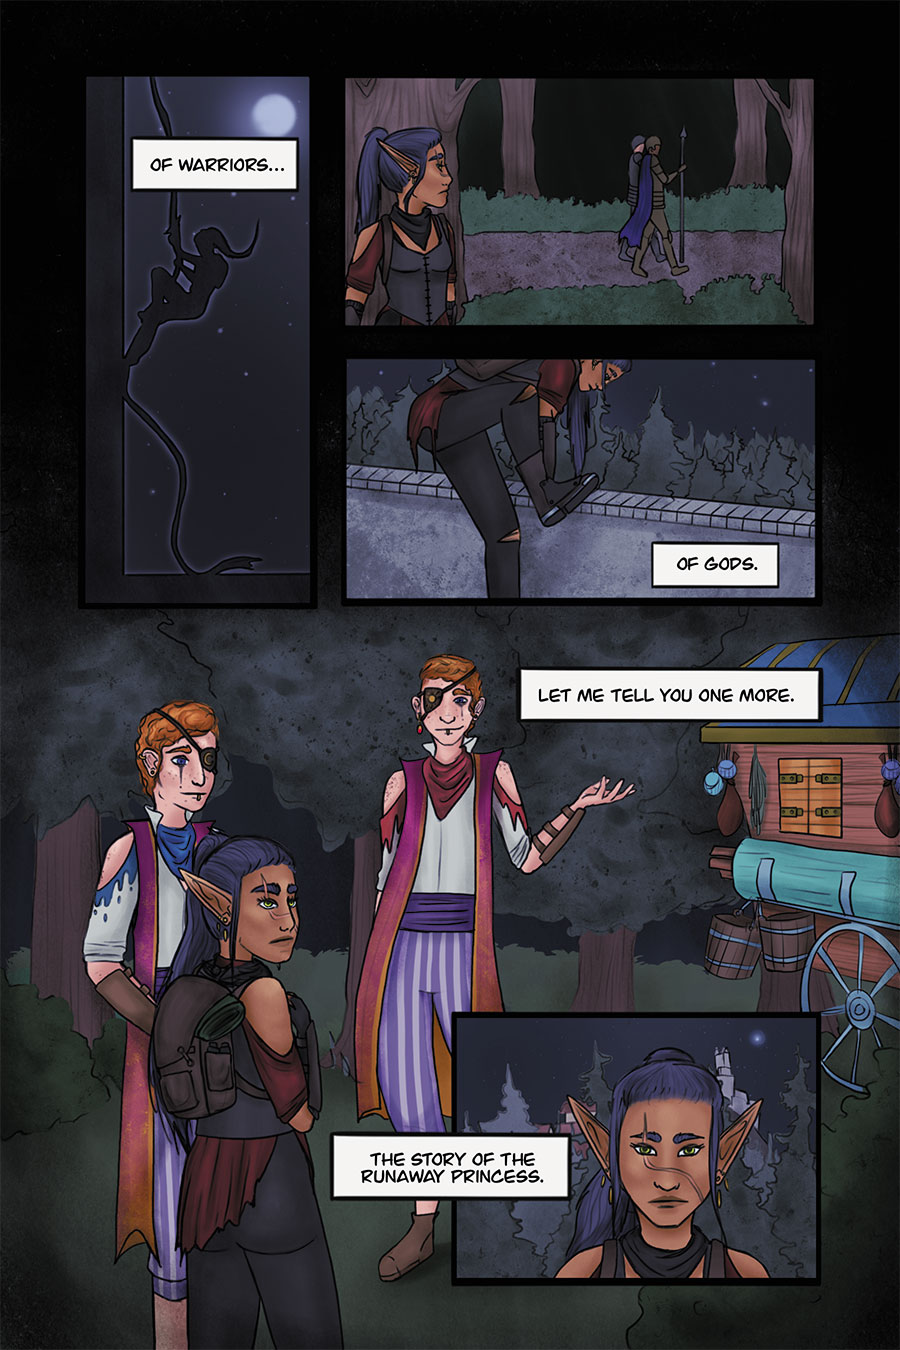 OF WARRIORS...
OF GODS.
LET ME TELL YOU ONE MORE.
THE STORY OF THE
RUNAWAY PRINCESS.